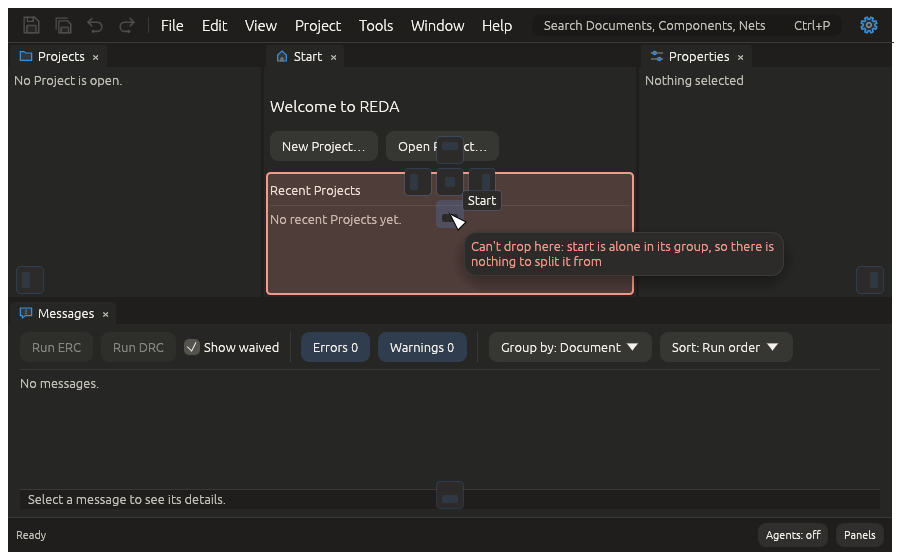 File Edit View Project Tools Window Help Search Documents, Components, Nets Ctrl+P
Projects × Start × Properties ×
No Project is open.
Nothing selected
Welcome to REDA
New Project...
Recent Projects
Start
No recent Projects yet.
Can't drop here: start is alone in its group, so there is
nothing to split it from
Messages ×
Run ERC Run DRC Show waived Errors 0 Warnings 0 Group by: Document Sort: Run order
No messages.
Select a message to see its details.
Ready Agents: off Panels